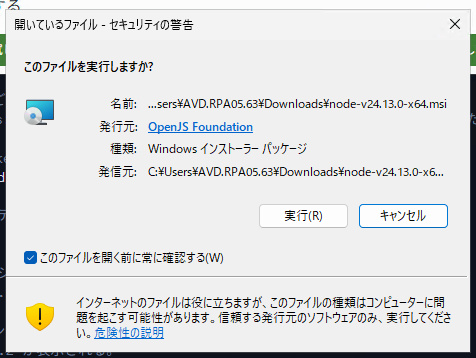 する
開いているファイル - セキュリティの警告
このファイルを実行しますか?
名前: ...sers¥AVD.RPA05.63¥Downloads¥node-v24.13.0-x64.msi
発行元: OpenJS Foundation
種類: Windows インストーラー パッケージ
発信元: C:¥Users¥AVD.RPA05.63¥Downloads¥node-v24.13.0-x6...
実行(R) キャンセル
このファイルを開く前に常に確認する(W)
インターネットのファイルは役に立ちますが、このファイルの種類はコンピューターに問
題を起こす可能性があります。信頼する発行元のソフトウェアのみ、実行してくださ
い。危険性の説明
が表示される。